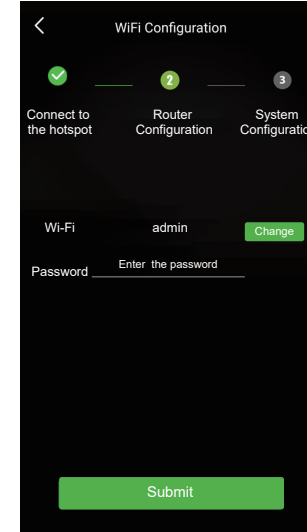 WiFi Configuration
2
3
Connect to
the hotspot
Router
Configuration
System
Configuratio
Wi-Fi admin Change
Password Enter the password
Submit